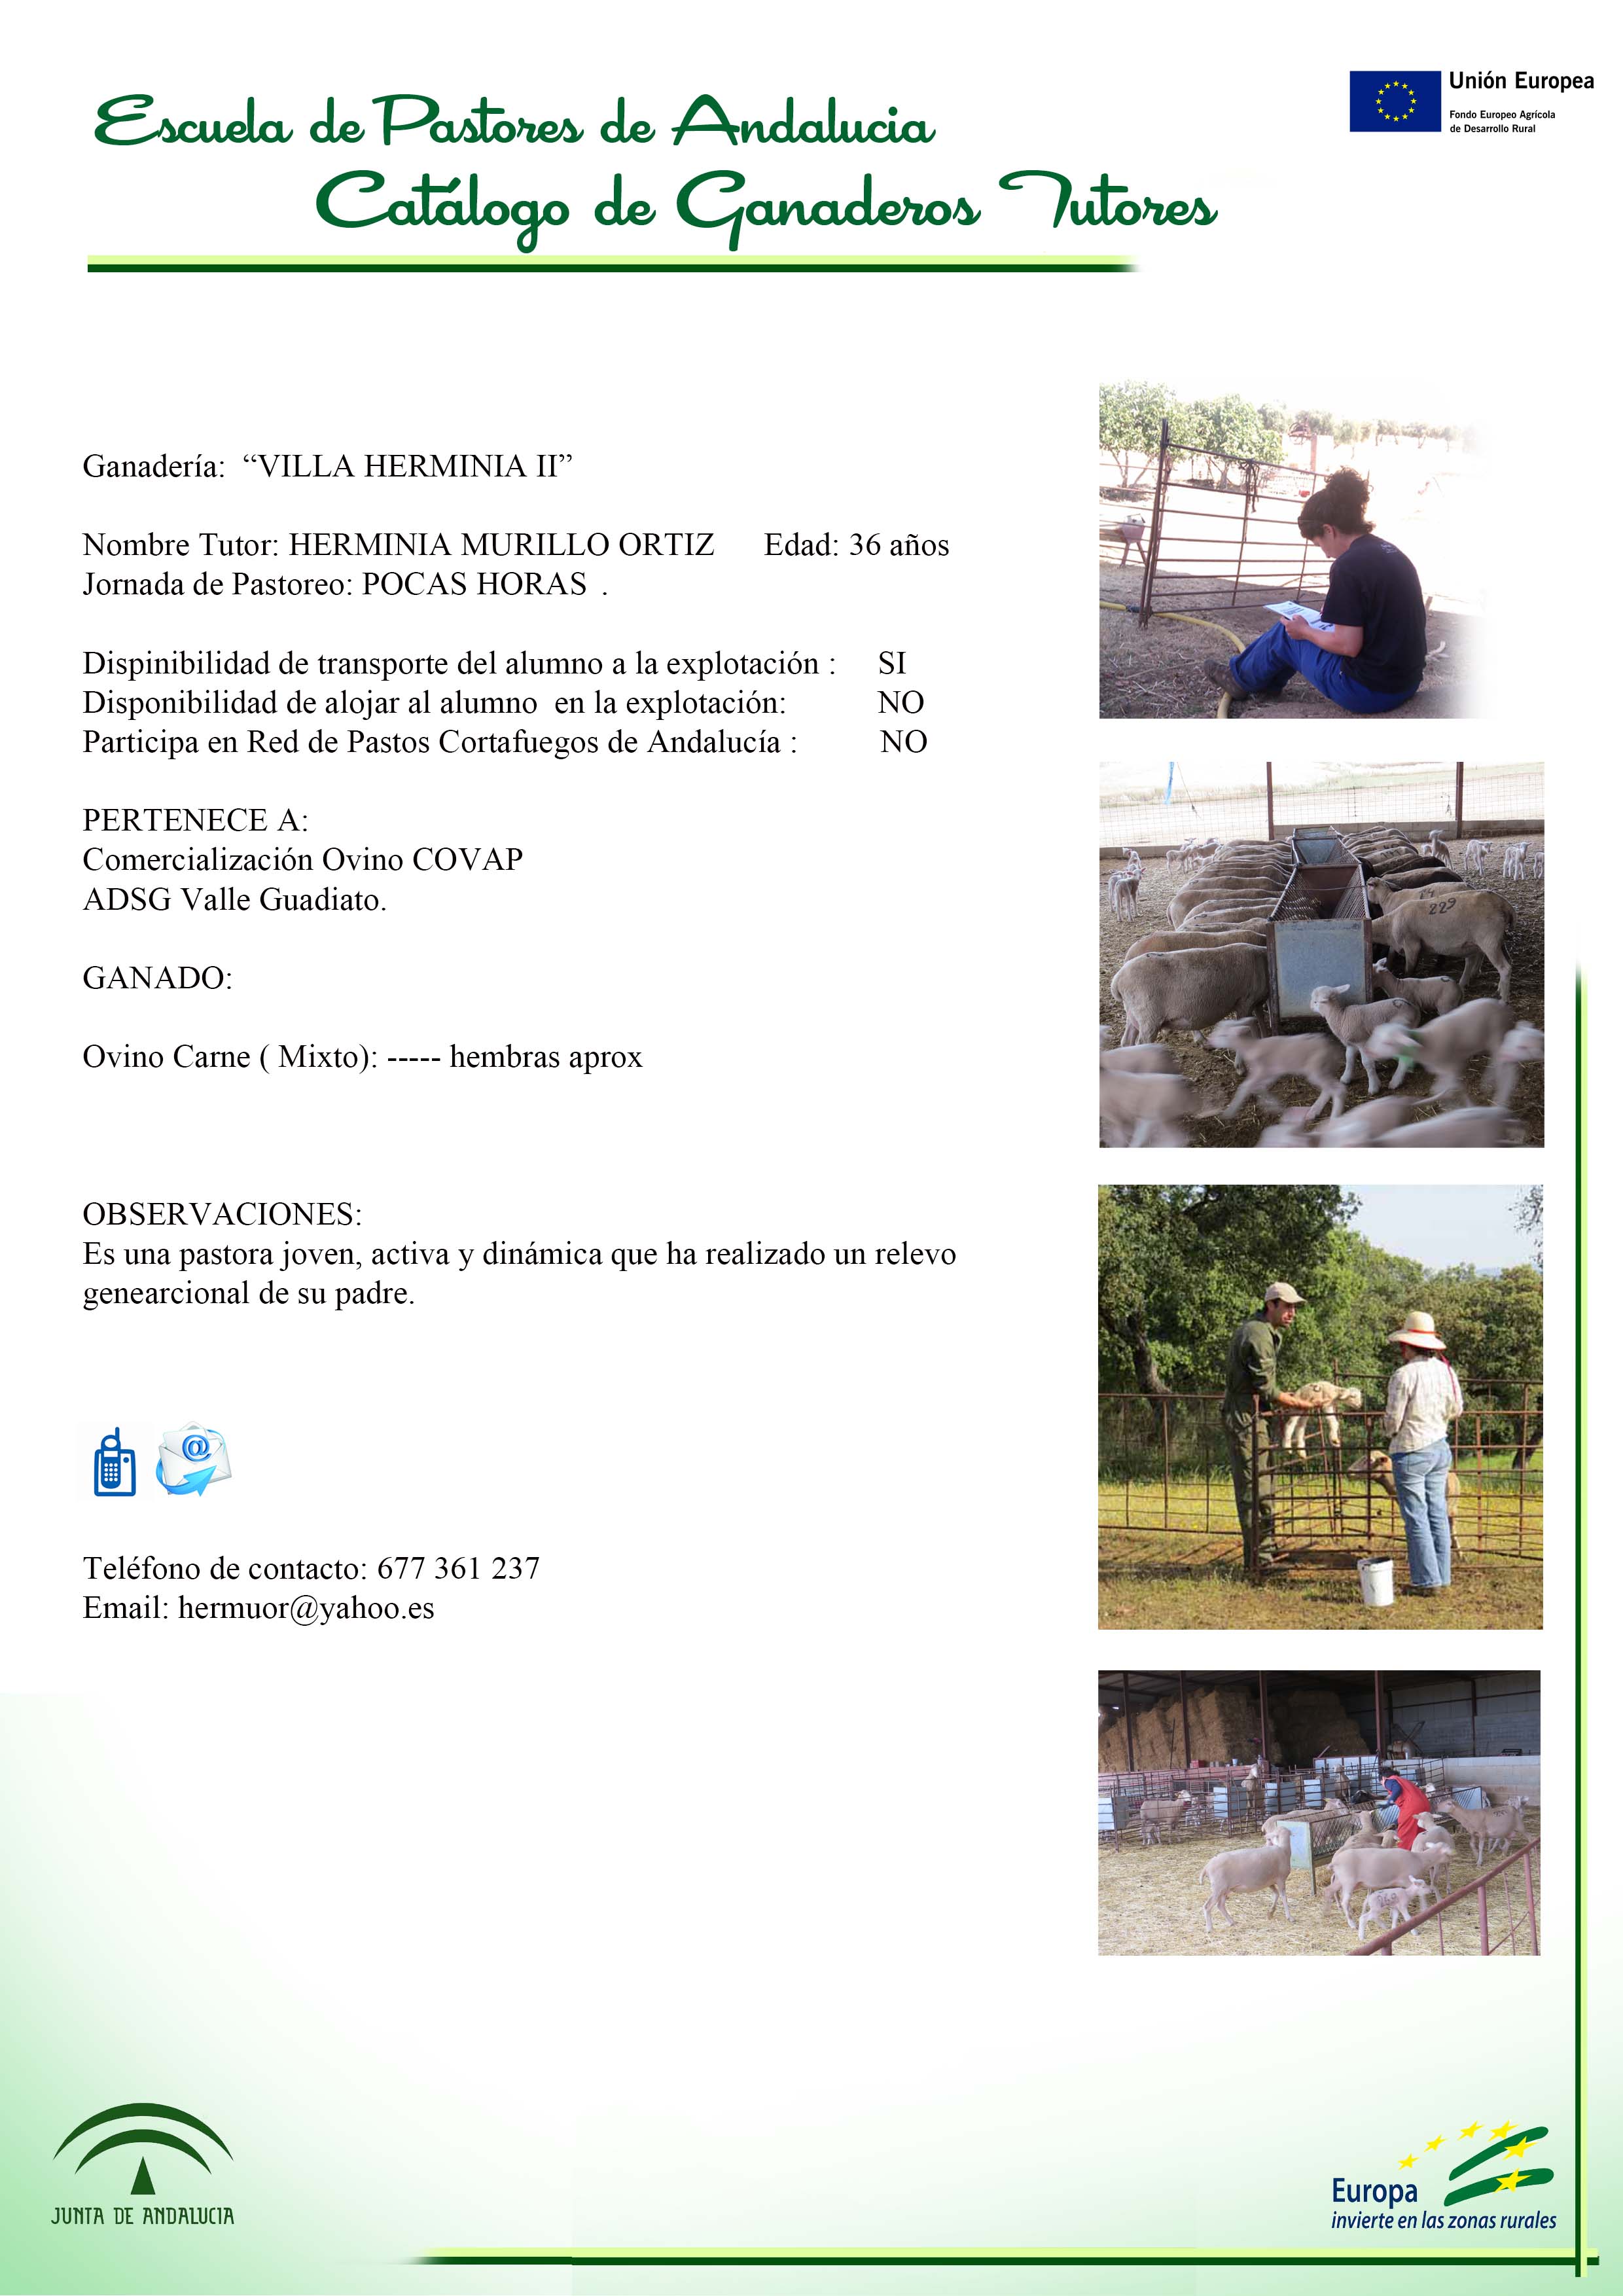 Escuela de Pastores de Andalucia
Catálogo de Ganaderos Tutores
Unión Europea
Fondo Europeo Agrícola
de Desarrollo Rural
Ganadería: “VILLA HERMINIA II”
Nombre Tutor: HERMINIA MURILLO ORTIZ Edad: 36 años
Jornada de Pastoreo: POCAS HORAS .
Dispinibilidad de transporte del alumno a la explotación : SI
Disponibilidad de alojar al alumno en la explotación: NO
Participa en Red de Pastos Cortafuegos de Andalucía : NO
PERTENECE A:
Comercialización Ovino COVAP
ADSG Valle Guadiato.
GANADO:
Ovino Carne ( Mixto): ----- hembras aprox
229
OBSERVACIONES:
Es una pastora joven, activa y dinámica que ha realizado un relevo
genearcional de su padre.
@
Teléfono de contacto: 677 361 237
Email: hermuor@yahoo.es
JUNTA DE ANDALUCIA
Europa
invierte en las zonas rurales